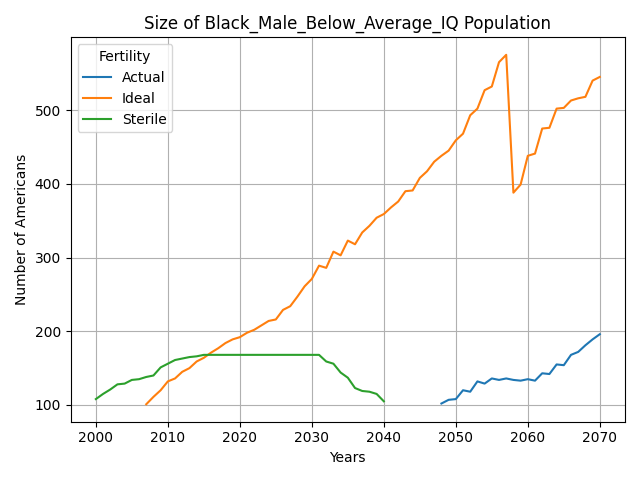 Size of Black_Male_Below_Average_IQ Population
Fertility
Actual
Ideal
Sterile
Number of Americans
500
400
300
200
100
2000 2010 2020 2030 2040 2050 2060 2070
Years